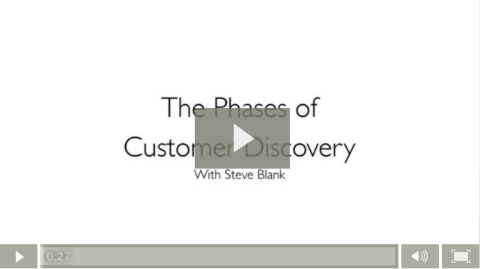 The Phases of
Customer Discovery
With Steve Blank
0:27